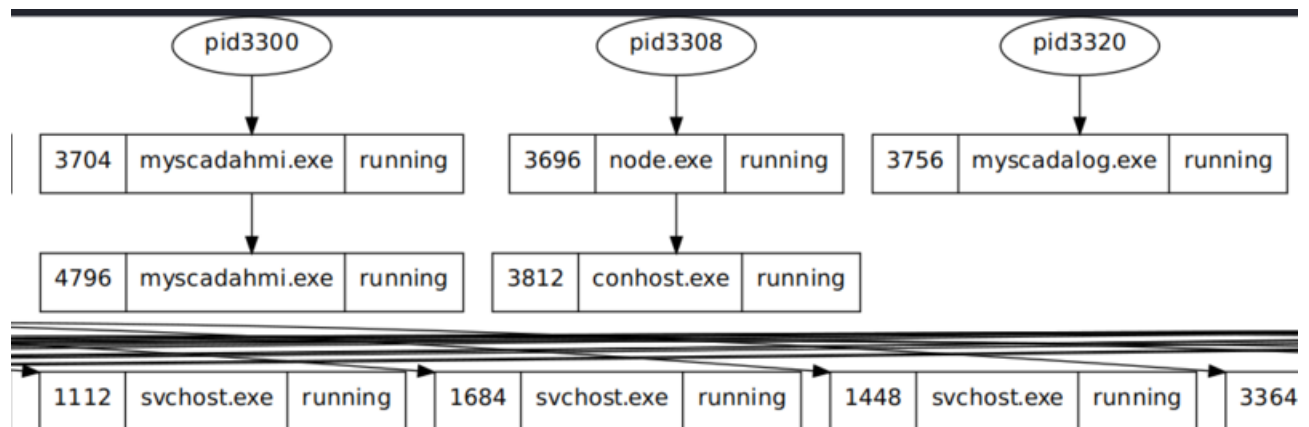 pid3300 pid3308 pid3320
3704 myscadahmi.exe running 3696 node.exe running 3756 myscadalog.exe running
4796 myscadahmi.exe running 3812 conhost.exe running
1112 svchost.exe running 1684 svchost.exe running 1448 svchost.exe running 3364